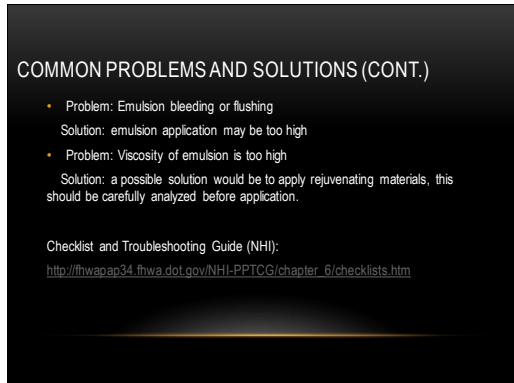 COMMON PROBLEMS AND SOLUTIONS (CONT.)
• Problem: Emulsion bleeding or flushing
Solution: emulsion application may be too high
• Problem: Viscosity of emulsion is too high
Solution: a possible solution would be to apply rejuvenating materials, this
should be carefully analyzed before application.
Checklist and Troubleshooting Guide (NHI):
http://fhwapap34.fhwa.dot.gov/NHI-PPTCG/chapter_6/checklists.htm